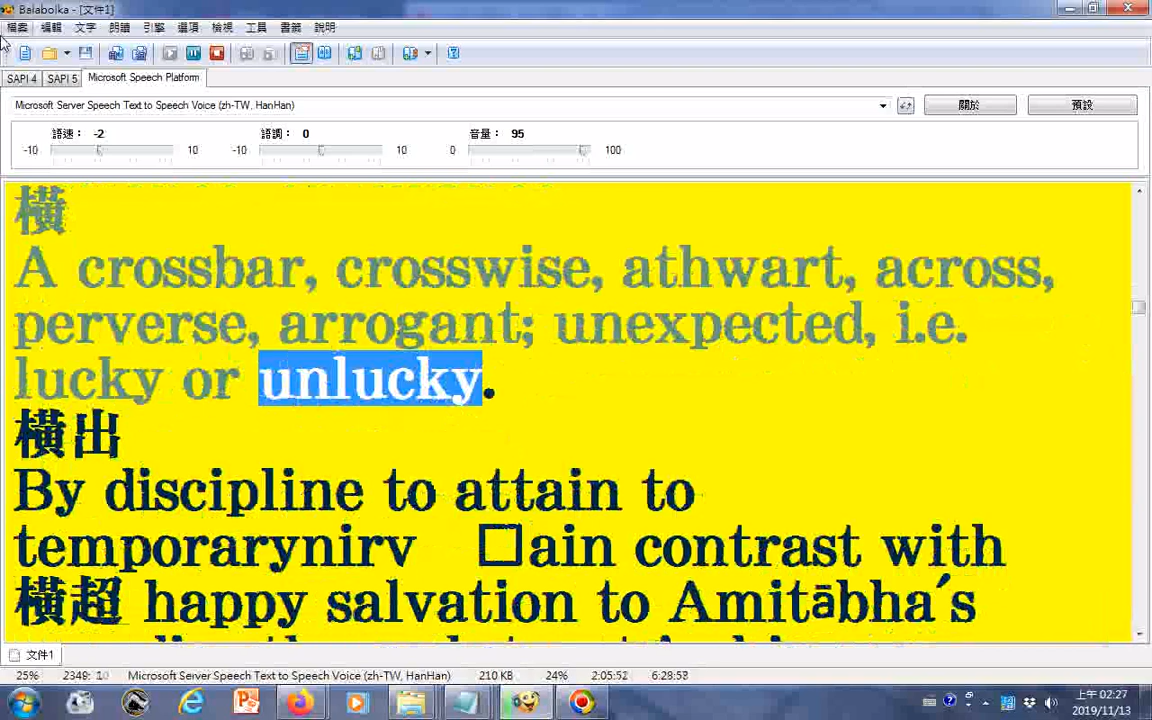 Balabolka - [文件1]
檔案 編輯 文字 朗讀 引擎 選項 檢視 工具 書籤 說明
SAPI 4 SAPI 5 Microsoft Speech Platform
Microsoft Server Speech Text to Speech Voice (zh-TW, HanHan) 關於 預設
語速： -2 語調： 0 音量： 95
-10 10 -10 10 0 100
橫
A crossbar, crosswise, athwart, across,
perverse, arrogant; unexpected, i.e.
lucky or unlucky.
橫出
By discipline to attain to
temporarynirv □ain contrast with
橫超 happy salvation to Amitābha´s
文件1
25% 2348: 10 Microsoft Server Speech Text to Speech Voice (zh-TW, HanHan) 210 KB 24% 2:05:52 6:28:53
上午 02:27
2019/11/13